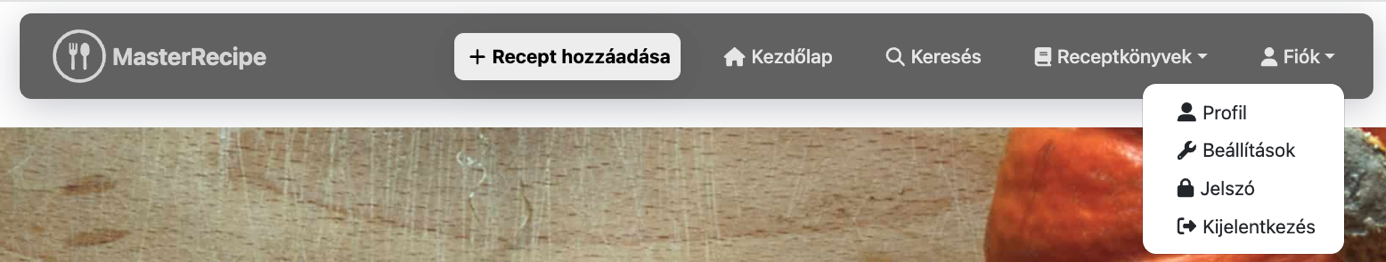 MasterRecipe
+ Recept hozzáadása
Kezdőlap
Keresés
Receptkönyvek
Fiók
Profil
Beállítások
Jelszó
Kijelentkezés